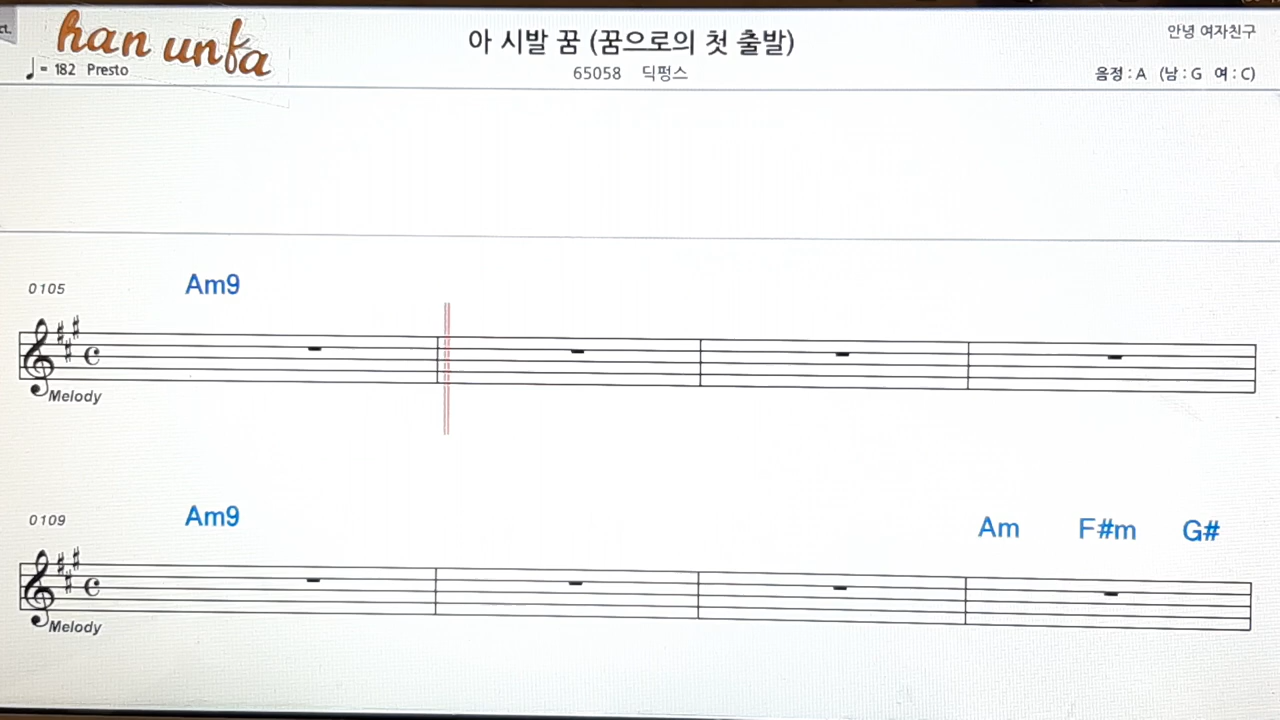 ct.
han unfa
♩= 182 Presto
아 시발 꿈 (꿈으로의 첫 출발)
65058 딕펑스
안녕 여자친구
음정 : A (남 : G 여 : C)
0105 Am9
Melody
0109 Am9 Am F#m G#
Melody